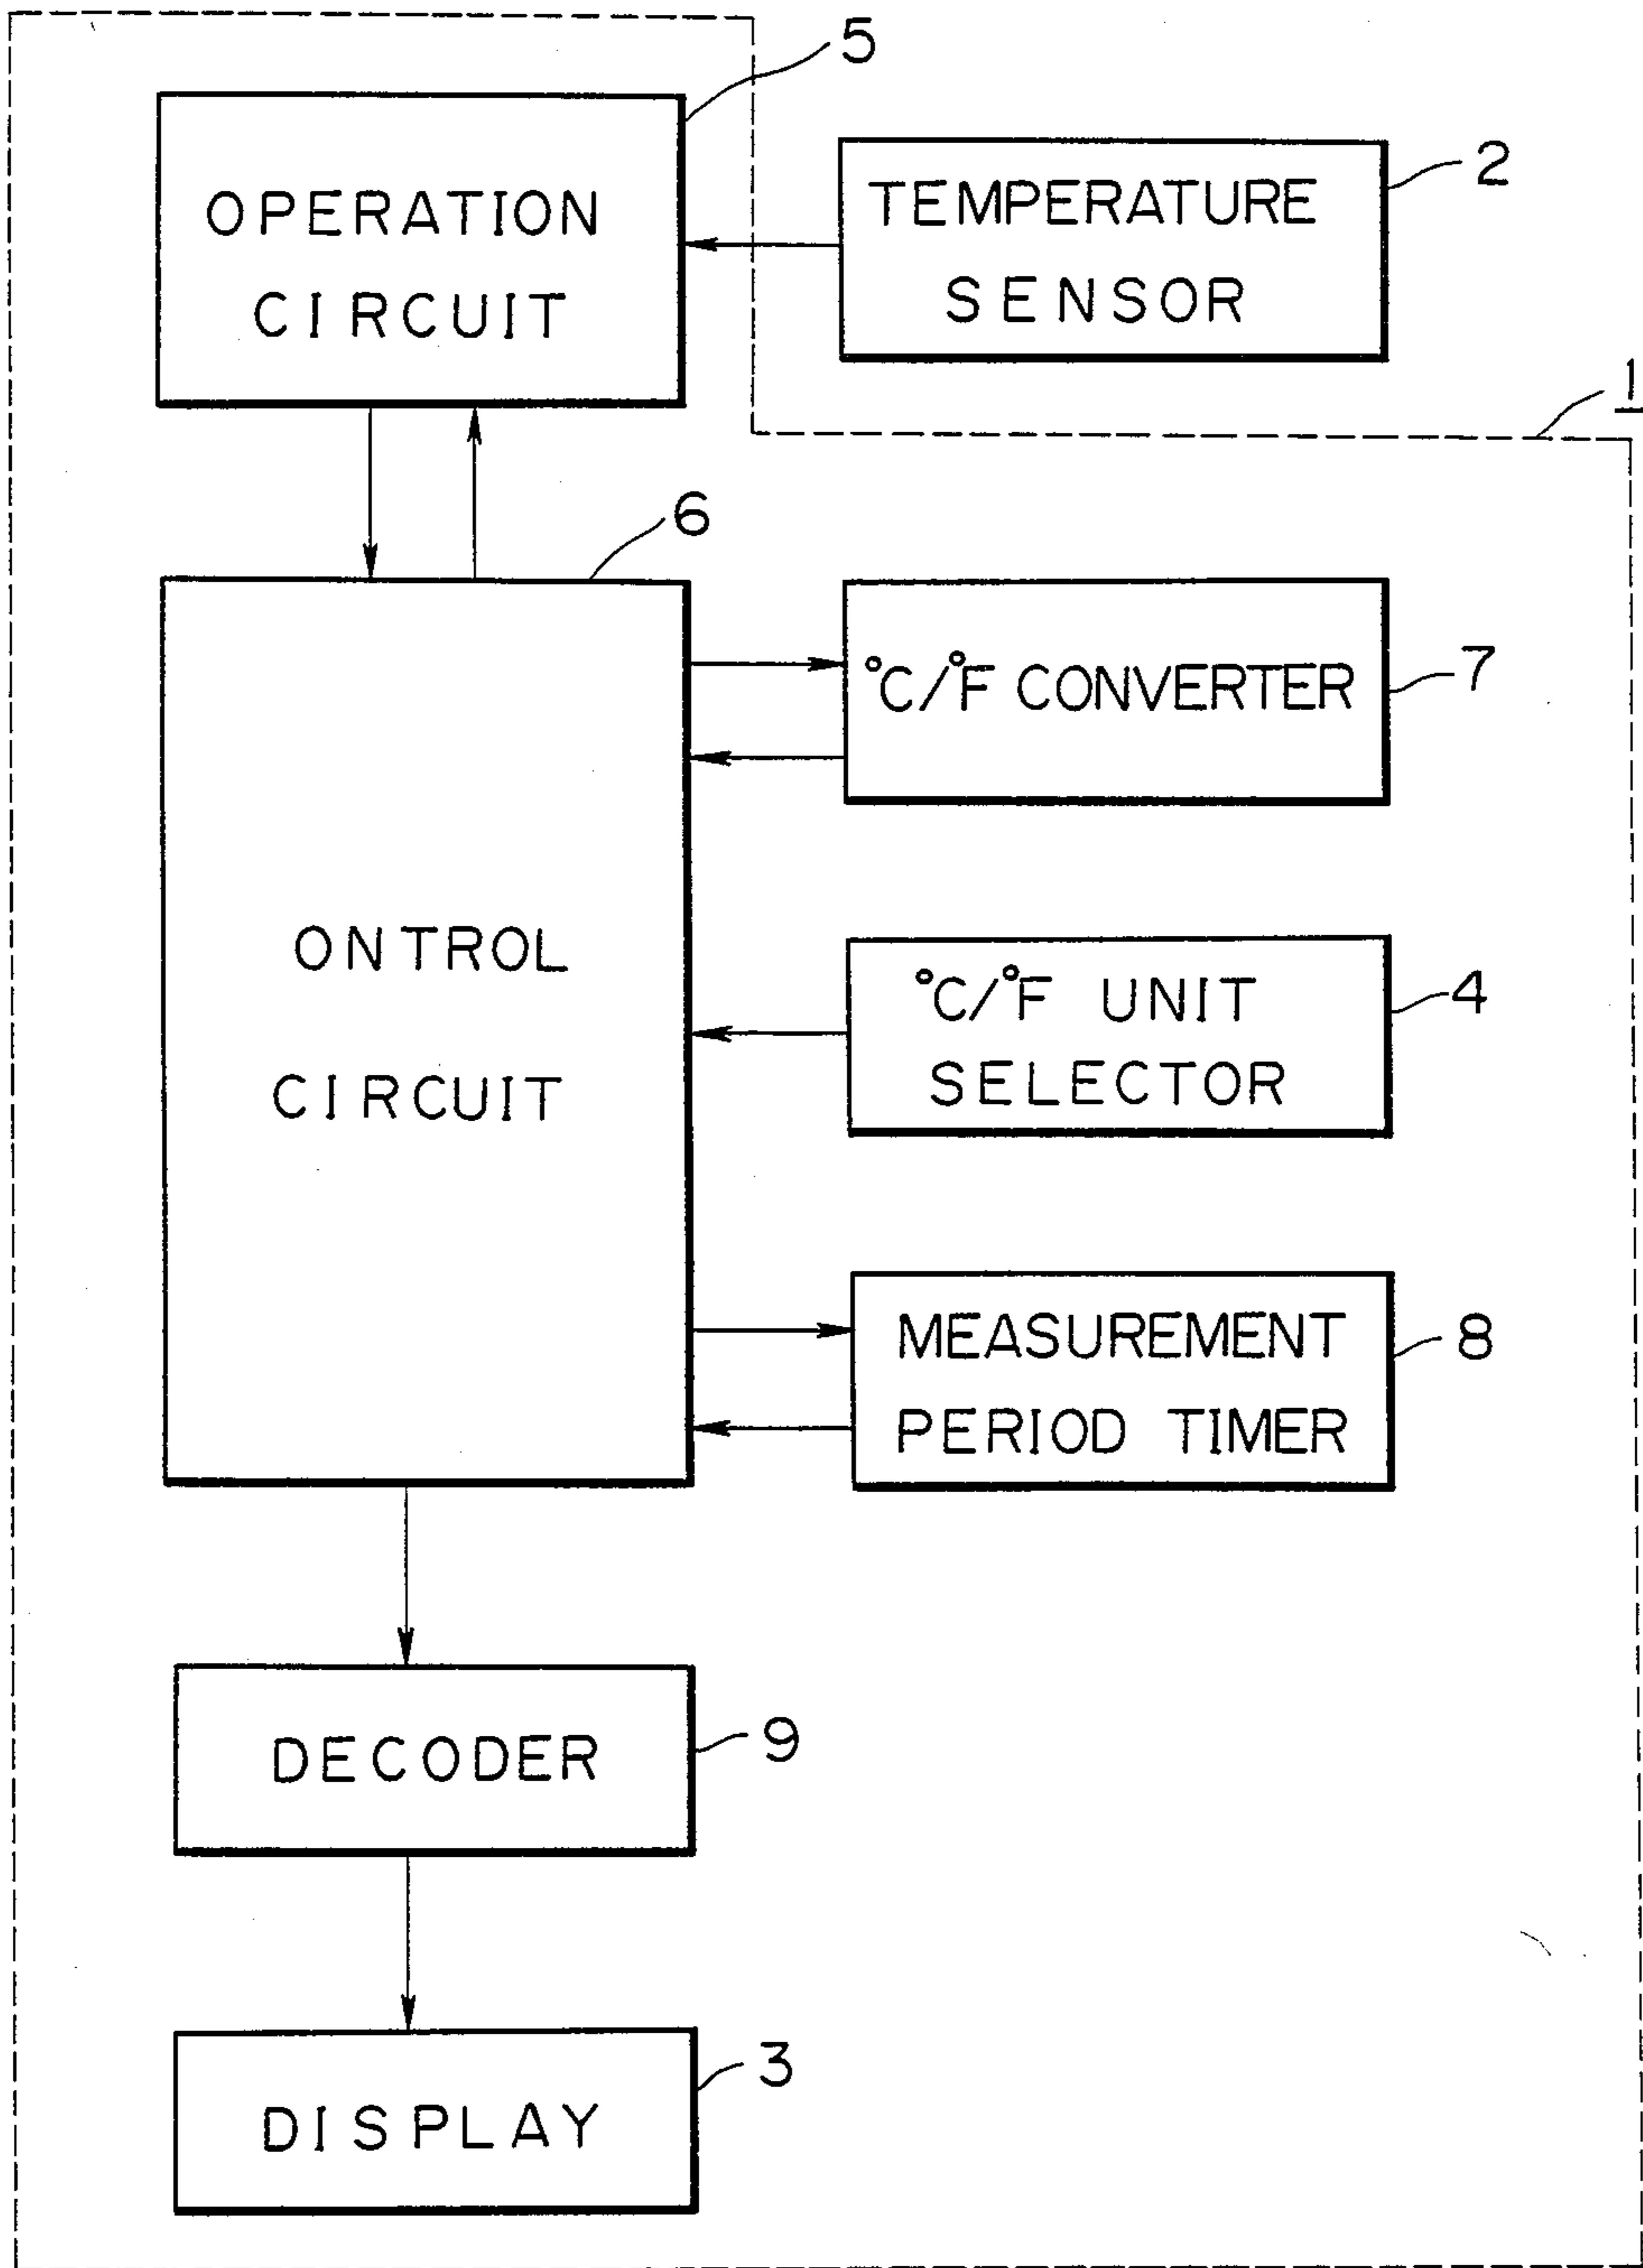 5
OPERATION
CIRCUIT
2
TEMPERATURE
SENSOR
1
6
ONTROL
CIRCUIT
°C/°F CONVERTER
7
°C/°F UNIT
SELECTOR
4
MEASUREMENT
PERIOD TIMER
8
DECODER
9
DISPLAY
3